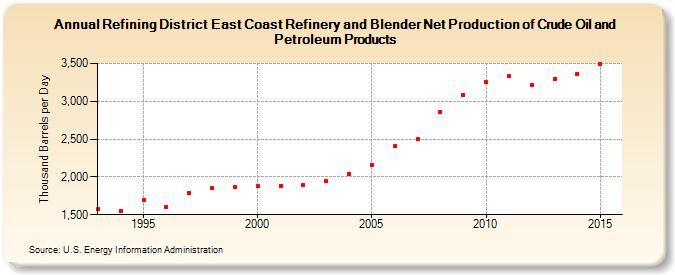 Annual Refining District East Coast Refinery and Blender Net Production of Crude Oil and
Petroleum Products
Thousand Barrels per Day
3,500
3,000
2,500
2,000
1,500
1995
2000
2005
2010
2015
Source: U.S. Energy Information Administration